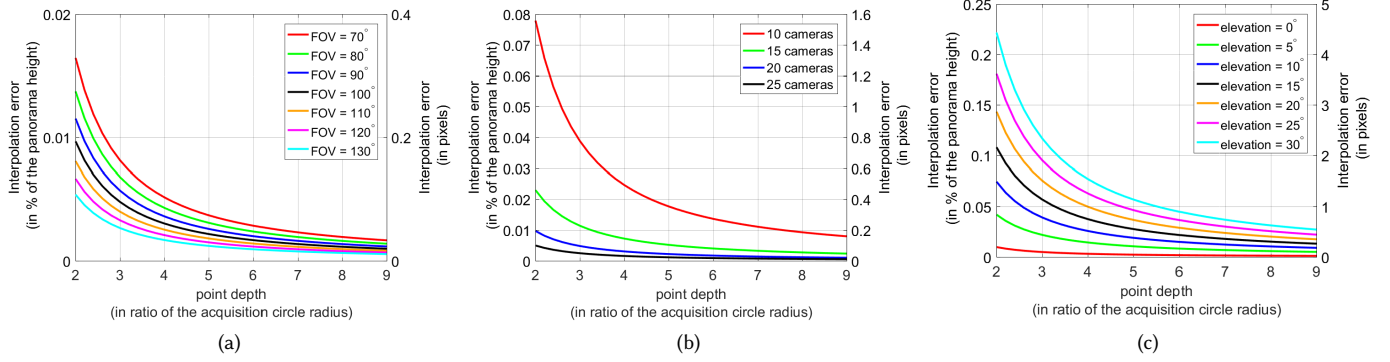 0.02
0.01
0
Interpolation error
(in % of the panorama height)
0.4
0.2
0
Interpolation error
(in pixels)
FOV = 70°
FOV = 80°
FOV = 90°
FOV = 100°
FOV = 110°
FOV = 120°
FOV = 130°
2 3 4 5 6 7 8 9
point depth
(in ratio of the acquisition circle radius)
(a)
0.08
0.07
0.06
0.05
0.04
0.03
0.02
0.01
0
Interpolation error
(in % of the panorama height)
1.6
1.4
1.2
1
0.8
0.6
0.4
0.2
0
Interpolation error
(in pixels)
10 cameras
15 cameras
20 cameras
25 cameras
2 3 4 5 6 7 8 9
point depth
(in ratio of the acquisition circle radius)
(b)
0.25
0.2
0.15
0.1
0.05
0
Interpolation error
(in % of the panorama height)
5
4
3
2
1
0
Interpolation error
(in pixels)
elevation = 0°
elevation = 5°
elevation = 10°
elevation = 15°
elevation = 20°
elevation = 25°
elevation = 30°
2 3 4 5 6 7 8 9
point depth
(in ratio of the acquisition circle radius)
(c)